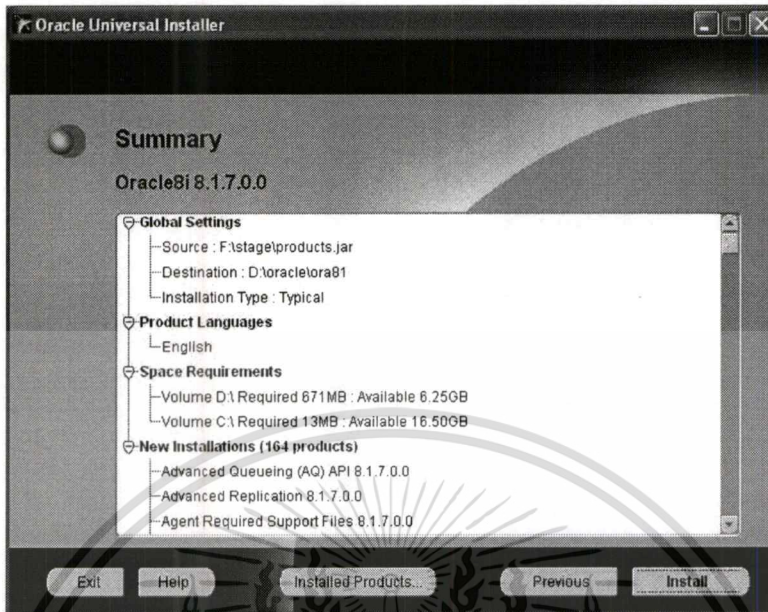 Oracle Universal Installer
Summary
Oracle8i 8.1.7.0.0
Global Settings
Source : F:\stage\products.jar
Destination : D:\oracle\ora81
Installation Type : Typical
Product Languages
English
Space Requirements
Volume D:\ Required 671MB : Available 6.25GB
Volume C:\ Required 13MB : Available 16.50GB
New Installations (164 products)
Advanced Queueing (AQ) API 8.1.7.0.0
Advanced Replication 8.1.7.0.0
Agent Required Support Files 8.1.7.0.0
Exit Help Installed Products... Previous Install